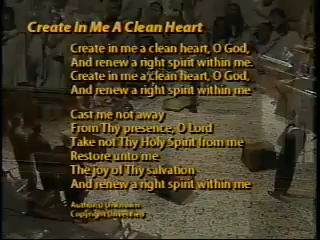 Create In Me A Clean Heart
Create in me a clean heart, O God,
And renew a right spirit within me.
Create in me a clean heart, O God,
And renew a right spirit within me
Cast me not away
From Thy presence, O Lord
Take not Thy Holy Spirit from me
Restore unto me
The joy of Thy salvation
And renew a right spirit within me
Author: Unknown
Copyright Unverified